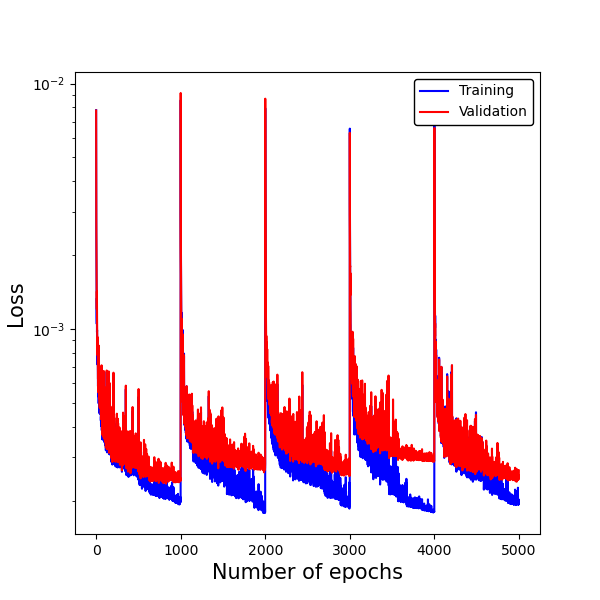 Training
Validation
10⁻²
10⁻³
Loss
0 1000 2000 3000 4000 5000
Number of epochs